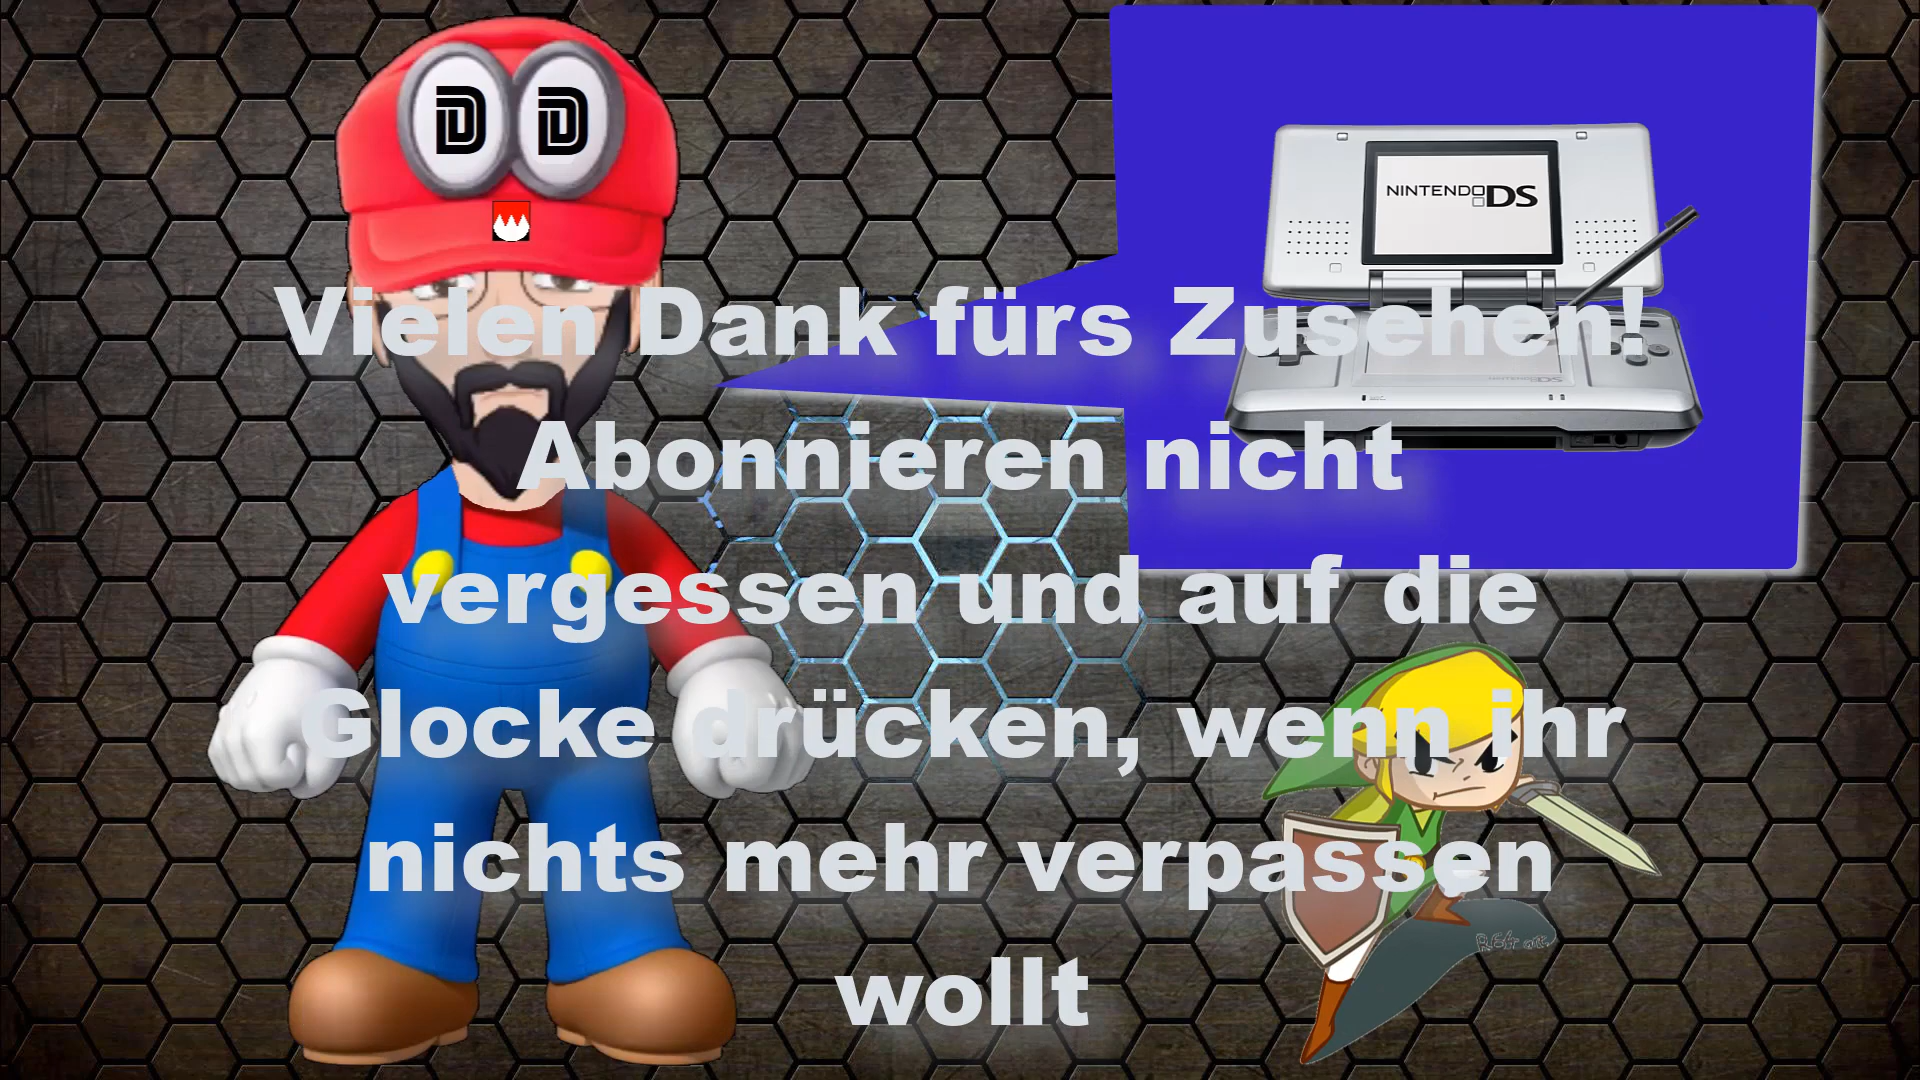 D D
NINTENDO DS
Vielen Dank fürs Zusehen!
Abonnieren nicht
vergessen und auf die
Glocke drücken, wenn ihr
nichts mehr verpassen
wollt